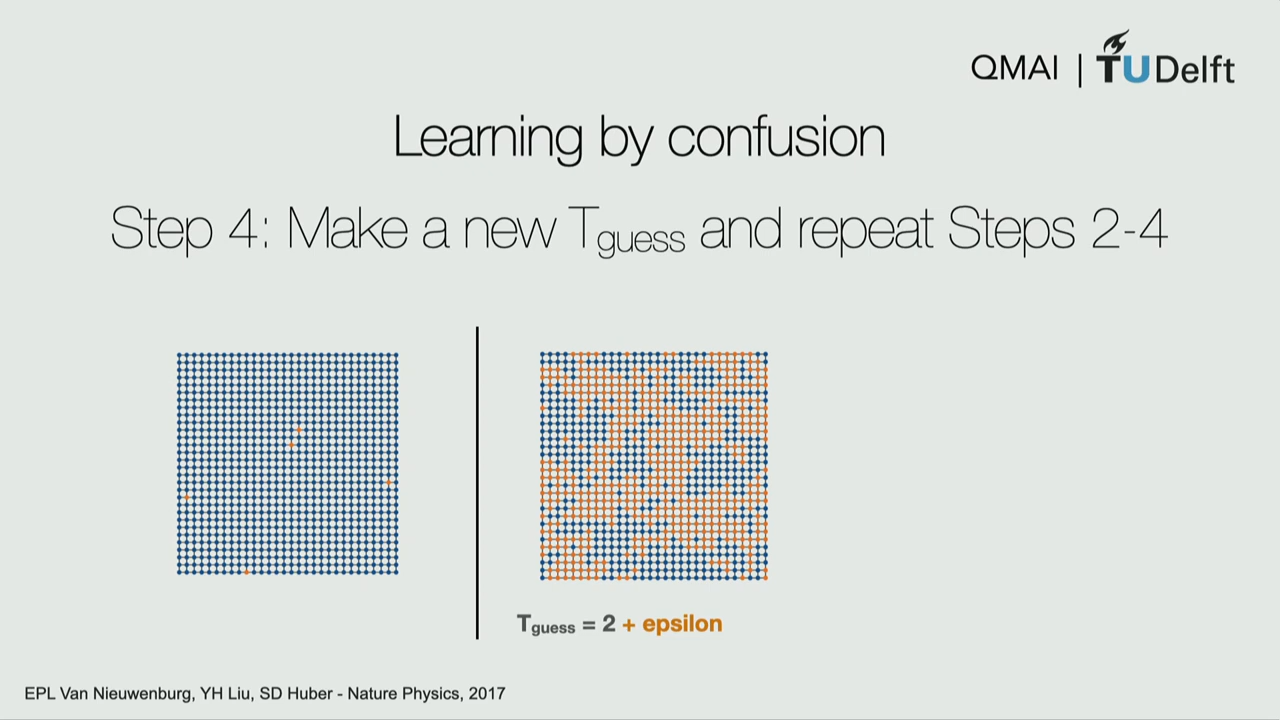 QMAI | TUDelft
Learning by confusion
Step 4: Make a new Tguess and repeat Steps 2-4
Tguess = 2 + epsilon
EPL Van Nieuwenburg, YH Liu, SD Huber - Nature Physics, 2017